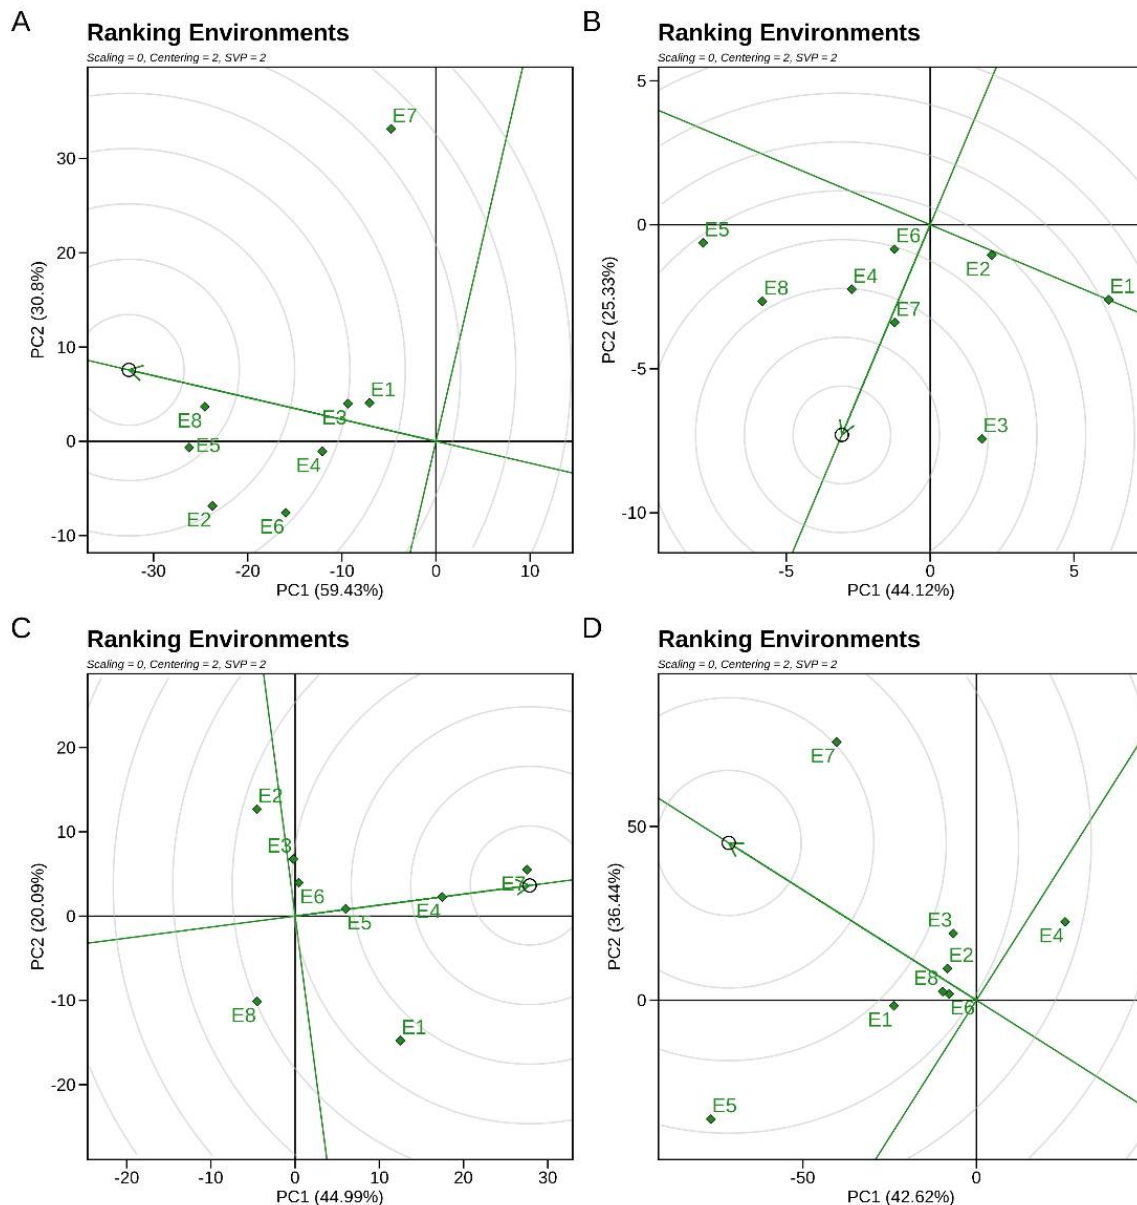 A
Ranking Environments
Scaling = 0, Centering = 2, SVP = 2
PC2 (30.8%)
30
20
10
0
-10
E7
E1
E3
E8
E5
E4
E2
E6
-30
-20
-10
0
10
PC1 (59.43%)
B
Ranking Environments
Scaling = 0, Centering = 2, SVP = 2
PC2 (25.33%)
5
0
-5
-10
E5
E6
E2
E4
E8
E1
E7
E3
-5
0
5
PC1 (44.12%)
C
Ranking Environments
Scaling = 0, Centering = 2, SVP = 2
PC2 (20.09%)
20
10
0
-10
-20
E2
E3
E7
E6
E4
E5
E8
E1
-20
-10
0
10
20
30
PC1 (44.99%)
D
Ranking Environments
Scaling = 0, Centering = 2, SVP = 2
PC2 (36.44%)
50
0
E7
E3
E4
E2
E8
E6
E1
E5
-50
0
PC1 (42.62%)